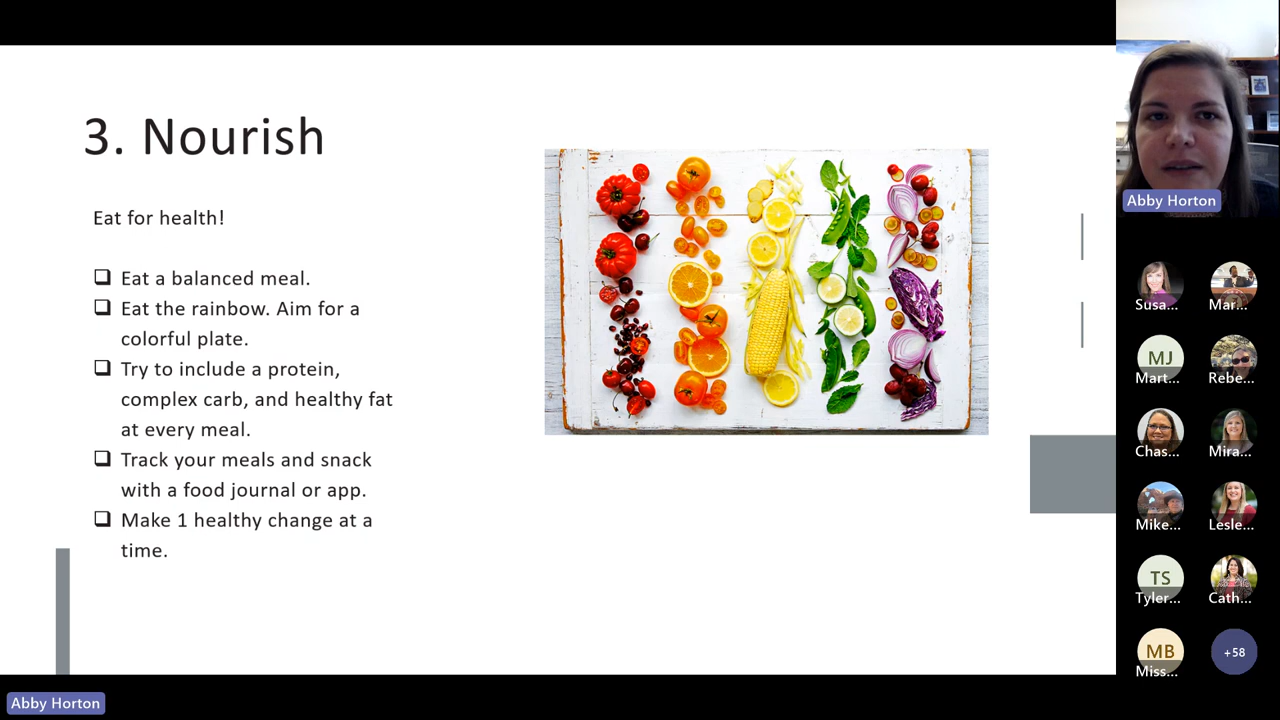 3. Nourish
Eat for health!
Eat a balanced meal.
Eat the rainbow. Aim for a
colorful plate.
Try to include a protein,
complex carb, and healthy fat
at every meal.
Track your meals and snack
with a food journal or app.
Make 1 healthy change at a
time.
Abby Horton
Susa...
Mar...
MJ
Mart...
Rebe...
Chas...
Mira...
Mike...
Lesle...
TS
Tyler...
Cath...
MB
Miss...
+58
Abby Horton